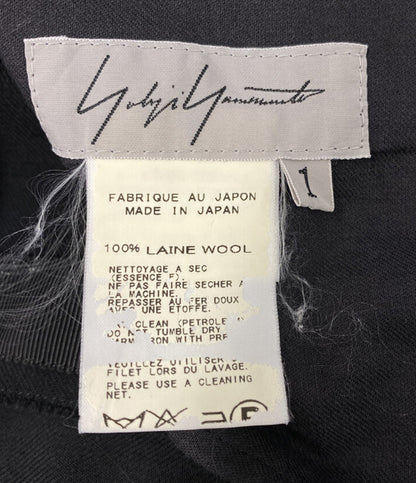 Yohji Yamamoto
1
FABRIQUE AU JAPON
MADE IN JAPAN
100% LAINE WOOL
NETTOYAGE A SEC
(ESSENCE F).
NE PAS FAIRE SECHER A
LA MACHINE.
REPASSER AU FER DOUX
AVEC UNE ETOFFE.
CLEAN (PETROLE
DO NOT TUMBLE DRY
IRON WITH
VEUILLEZ UTILISER
FILET LORS DU LAVAGE.
PLEASE USE A CLEANING
NET.